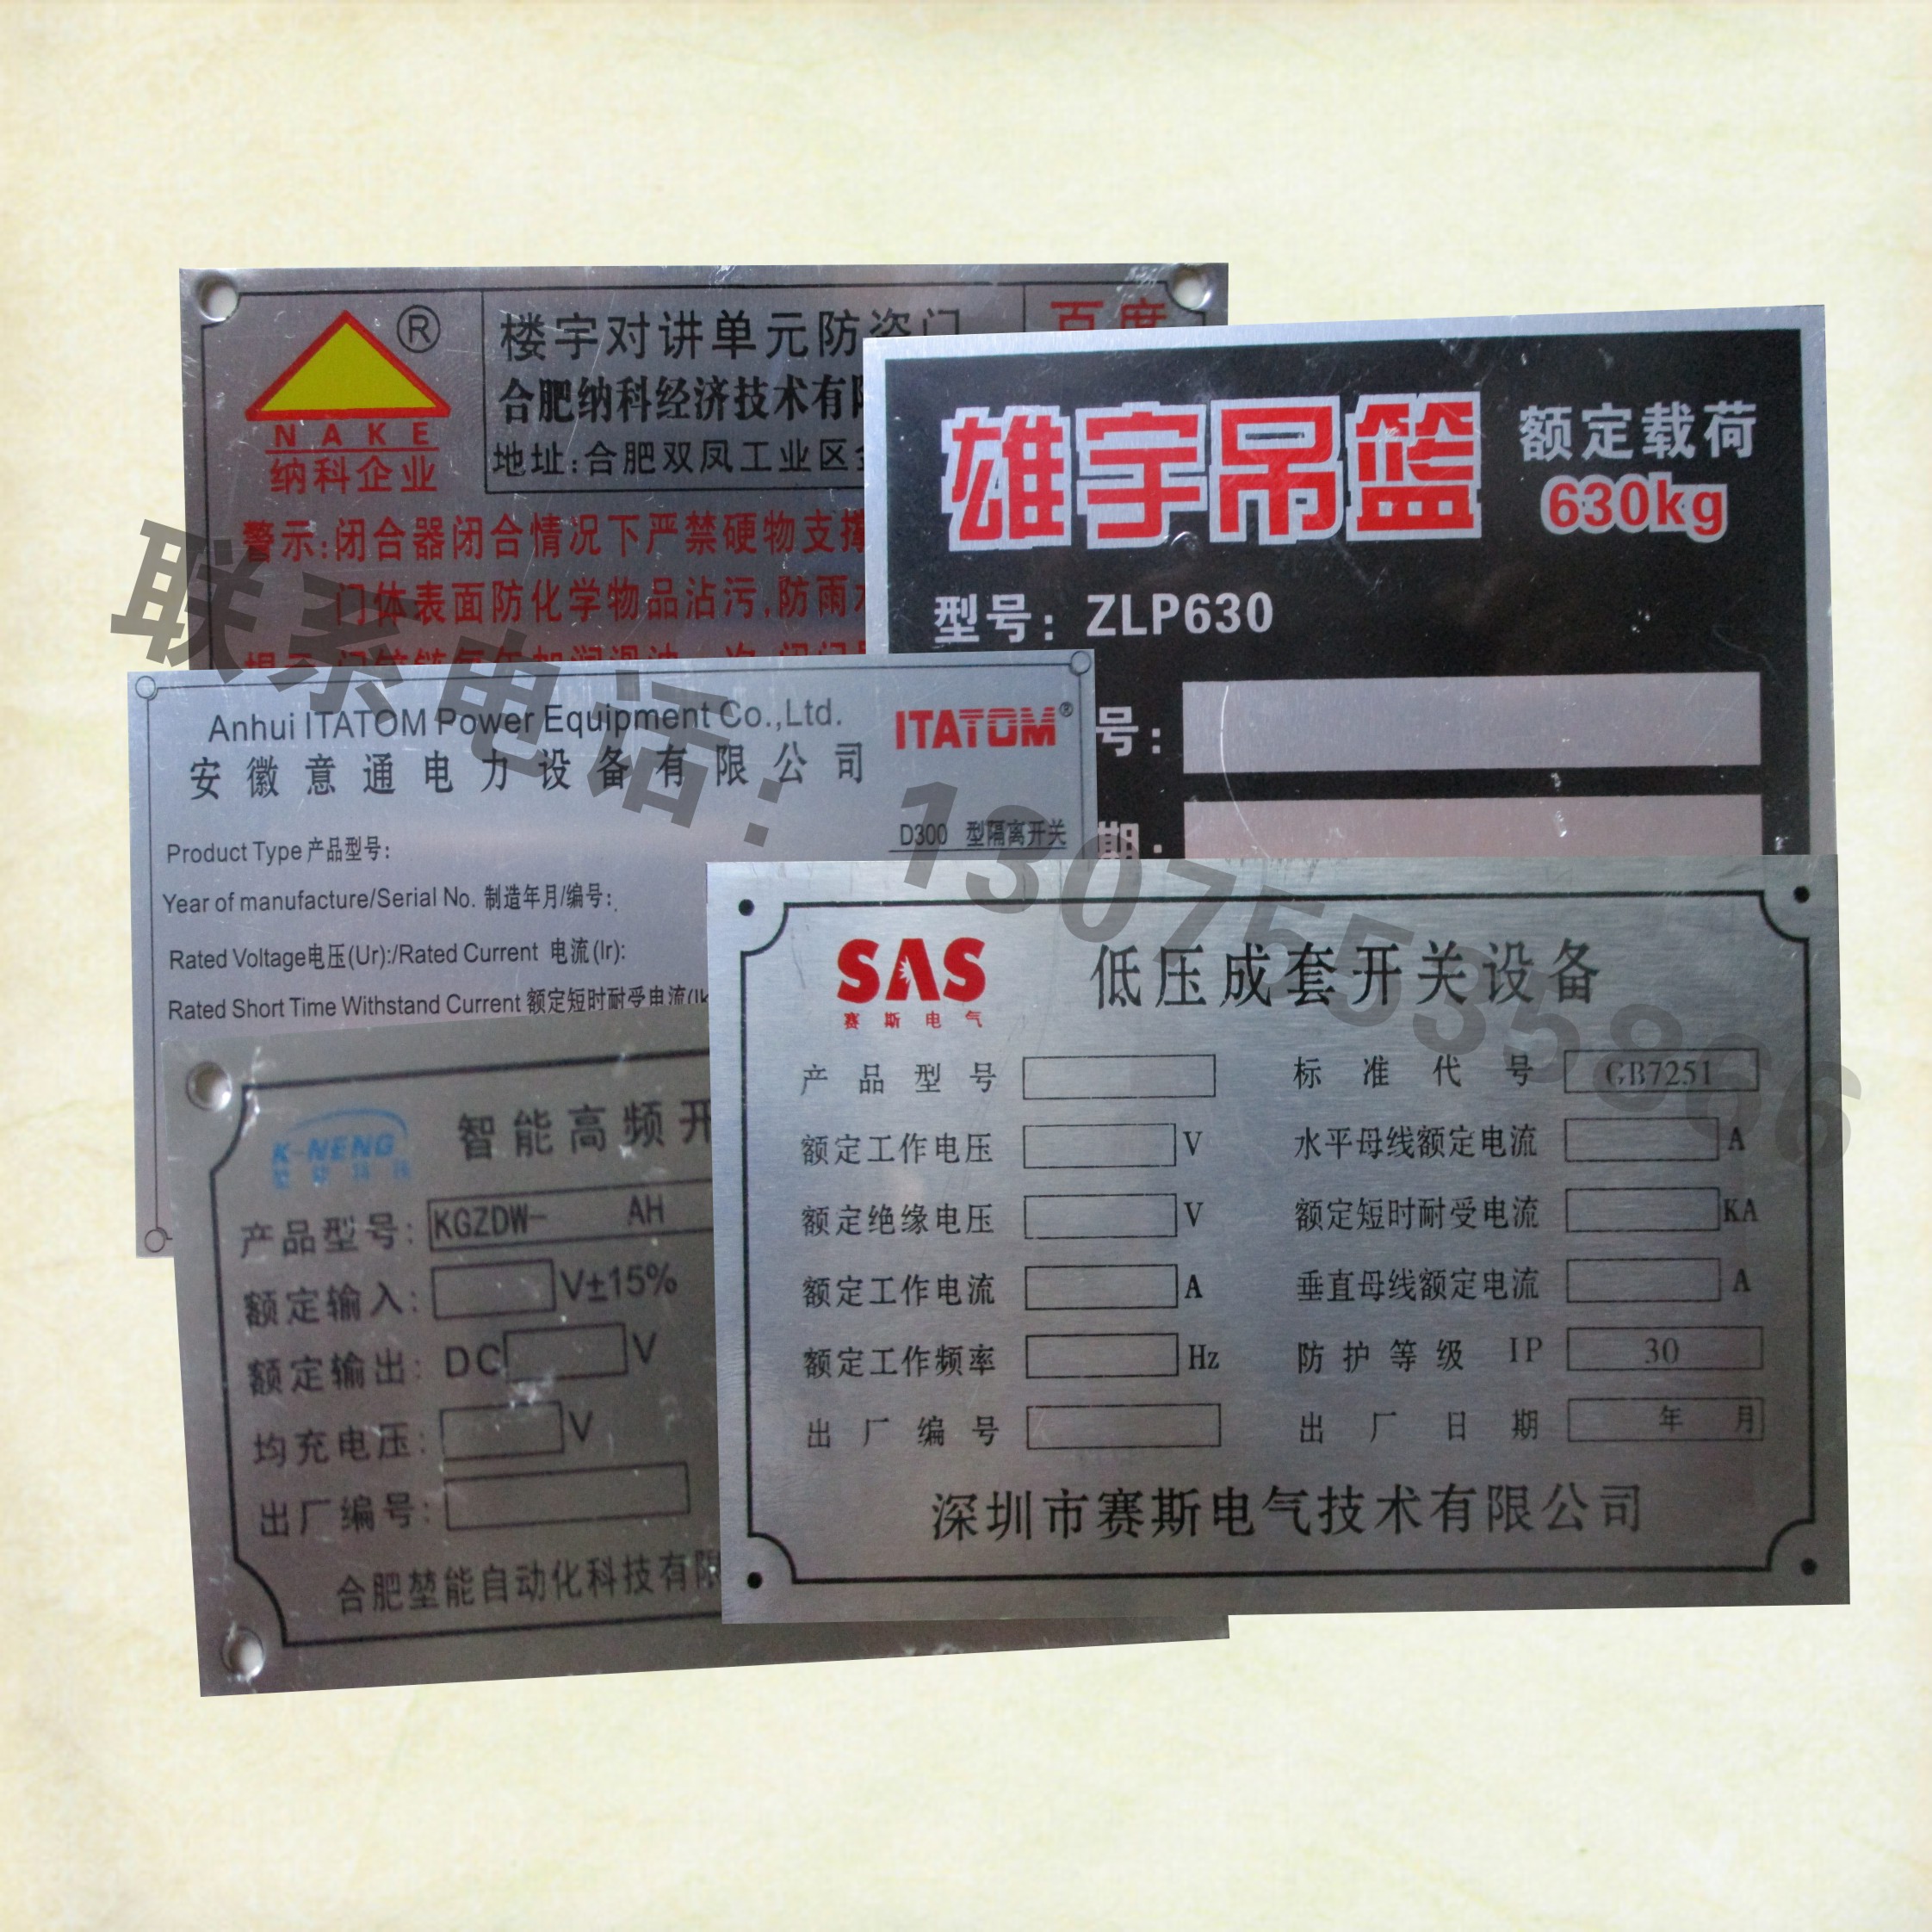 ®
NAKE
纳科企业
楼宇对讲单元防盗门
合肥纳科经济技术有限
地址:合肥双凤工业区
百度
警示:闭合器闭合情况下严禁硬物支撑
门体表面防化学物品沾污,防雨水
雄宇吊篮
额定载荷
630kg
型号: ZLP630
号:
期:
Anhui ITATOM Power Equipment Co.,Ltd.
安徽意通电力设备有限公司
ITATOM®
D300 型隔离开关
Product Type 产品型号:
Year of manufacture/Serial No. 制造年月/编号:
Rated Voltage电压(Ur):/Rated Current 电流(Ir):
Rated Short Time Withstand Current 额定短时耐受电流(Ik
K-NENG
智能高频开
产品型号: KGZDW- AH
额定输入: V±15%
额定输出: DC V
均充电压: V
出厂编号:
合肥堃能自动化科技有限
SAS
赛斯电气
低压成套开关设备
产品型号 标准代号 GB7251
额定工作电压 V 水平母线额定电流 A
额定绝缘电压 V 额定短时耐受电流 KA
额定工作电流 A 垂直母线额定电流 A
额定工作频率 Hz 防护等级 IP 30
出厂编号 出厂日期 年 月
深圳市赛斯电气技术有限公司
联系电话:13075535866